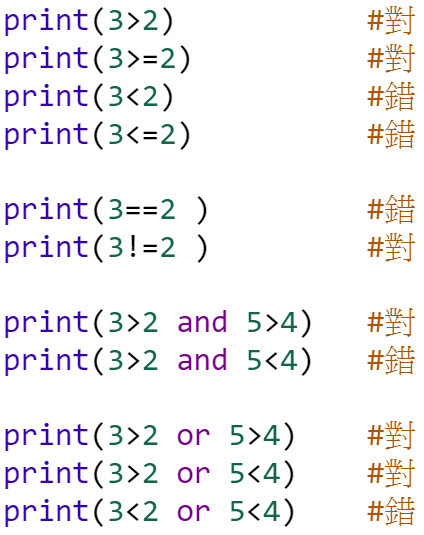 print(3>2) #對
print(3>=2) #對
print(3<2) #錯
print(3<=2) #錯
print(3==2 ) #錯
print(3!=2 ) #對
print(3>2 and 5>4) #對
print(3>2 and 5<4) #錯
print(3>2 or 5>4) #對
print(3>2 or 5<4) #對
print(3<2 or 5<4) #錯